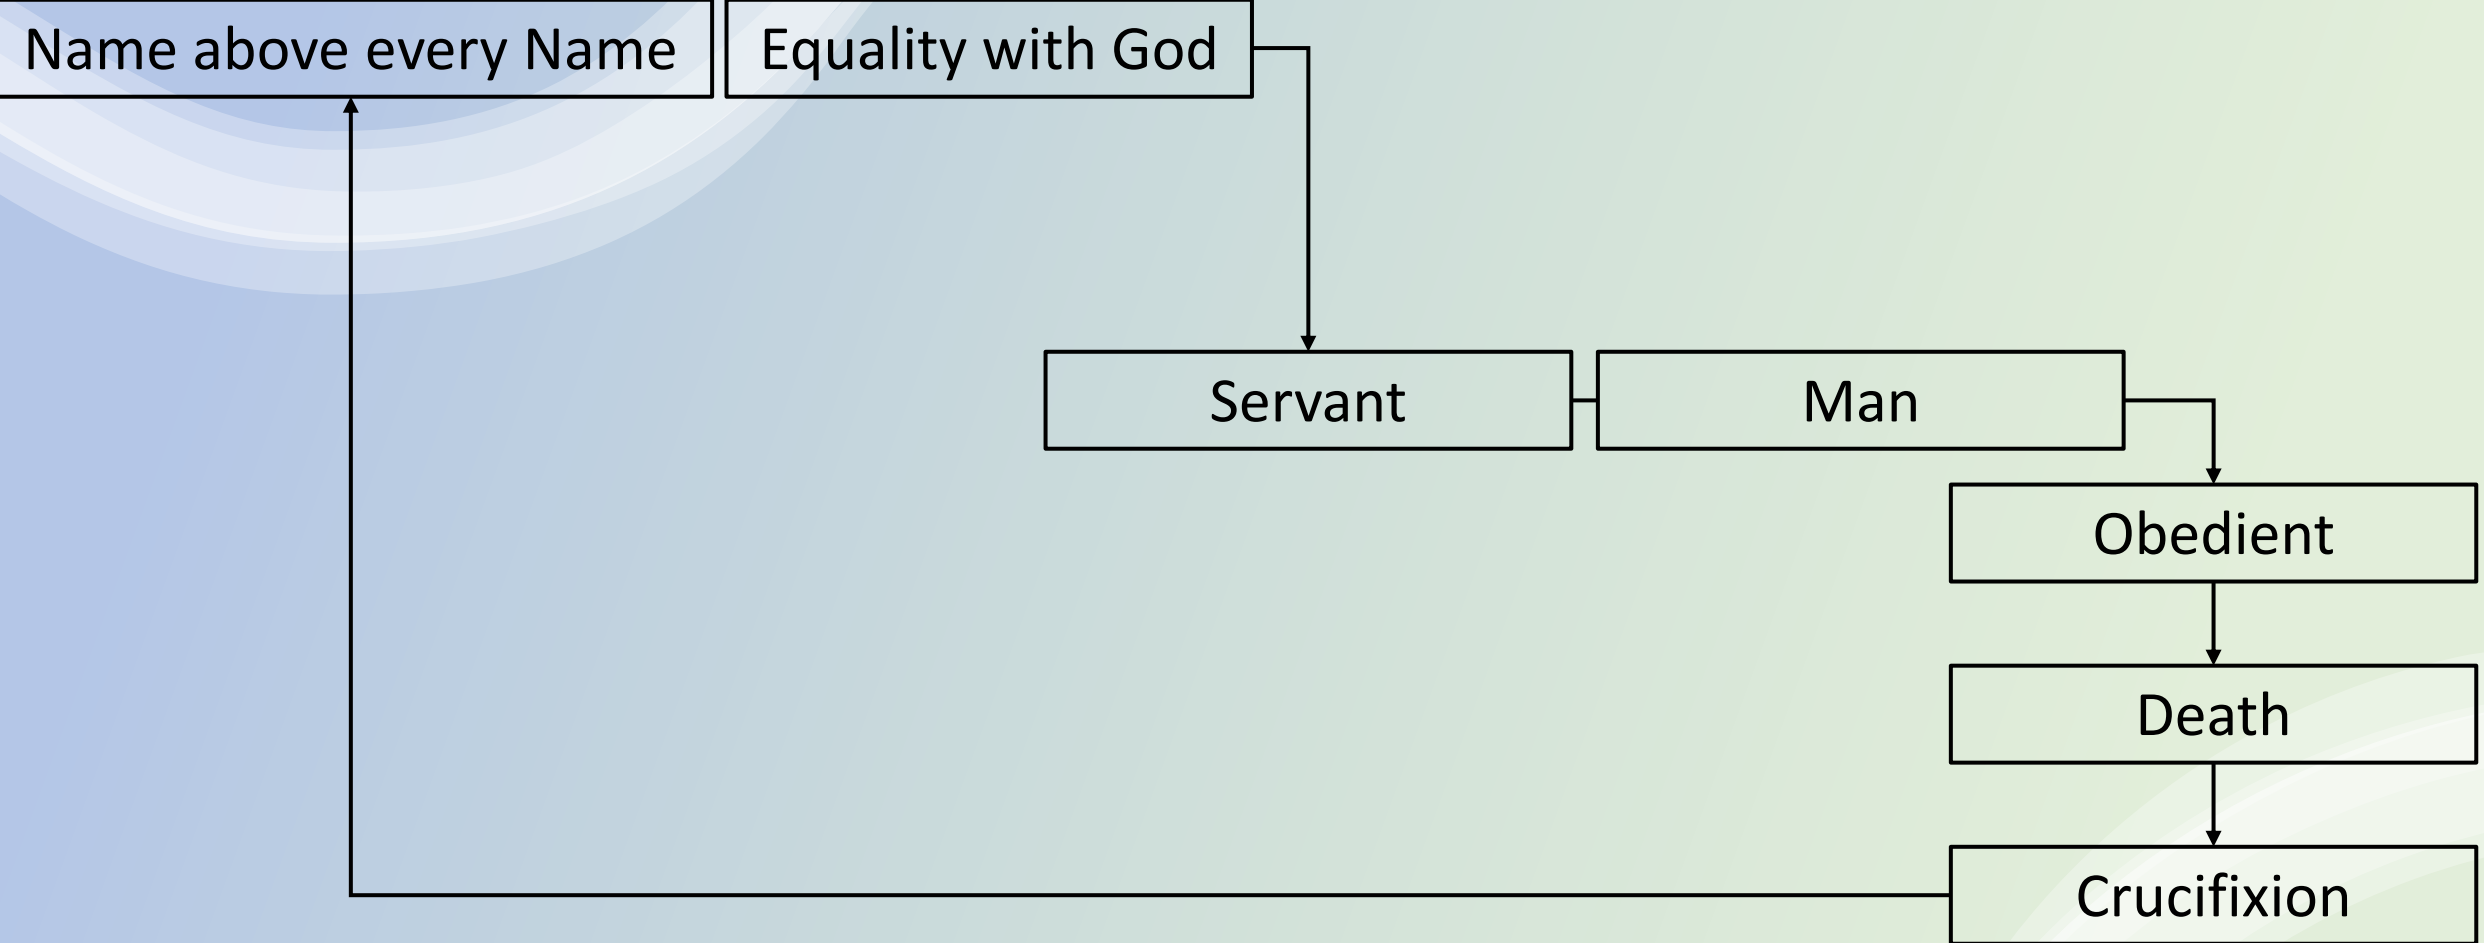 Name above every Name
Equality with God
Servant
Man
Obedient
Death
Crucifixion